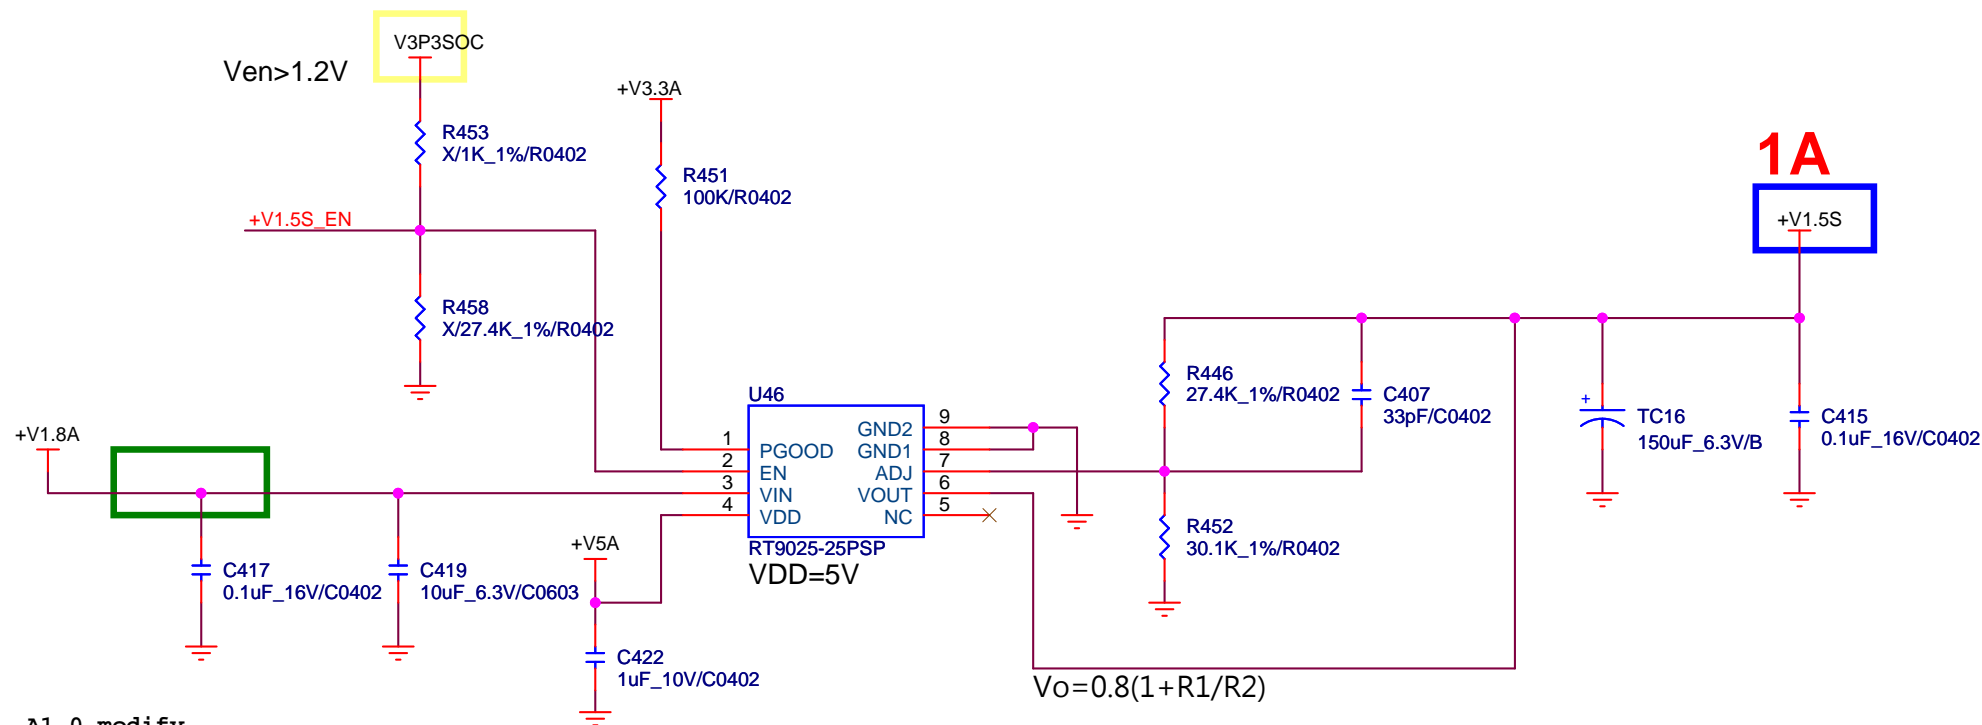 V3P3SOC
Ven>1.2V
+V3.3A
R453
X/1K_1%/R0402
1A
R451
100K/R0402
+V1.5S_EN
+V1.5S
R458
X/27.4K_1%/R0402
R446
27.4K_1%/R0402
C407
33pF/C0402
TC16
+
150uF_6.3V/B
C415
0.1uF_16V/C0402
U46
+V1.8A
1
PGOOD
2
EN
3
VIN
4
VDD
GND2
9
GND1
8
ADJ
7
VOUT
6
NC
5
RT9025-25PSP
VDD=5V
R452
30.1K_1%/R0402
+V5A
C417
0.1uF_16V/C0402
C419
10uF_6.3V/C0603
C422
1uF_10V/C0402
Vo=0.8(1+R1/R2)
A1.0 modify